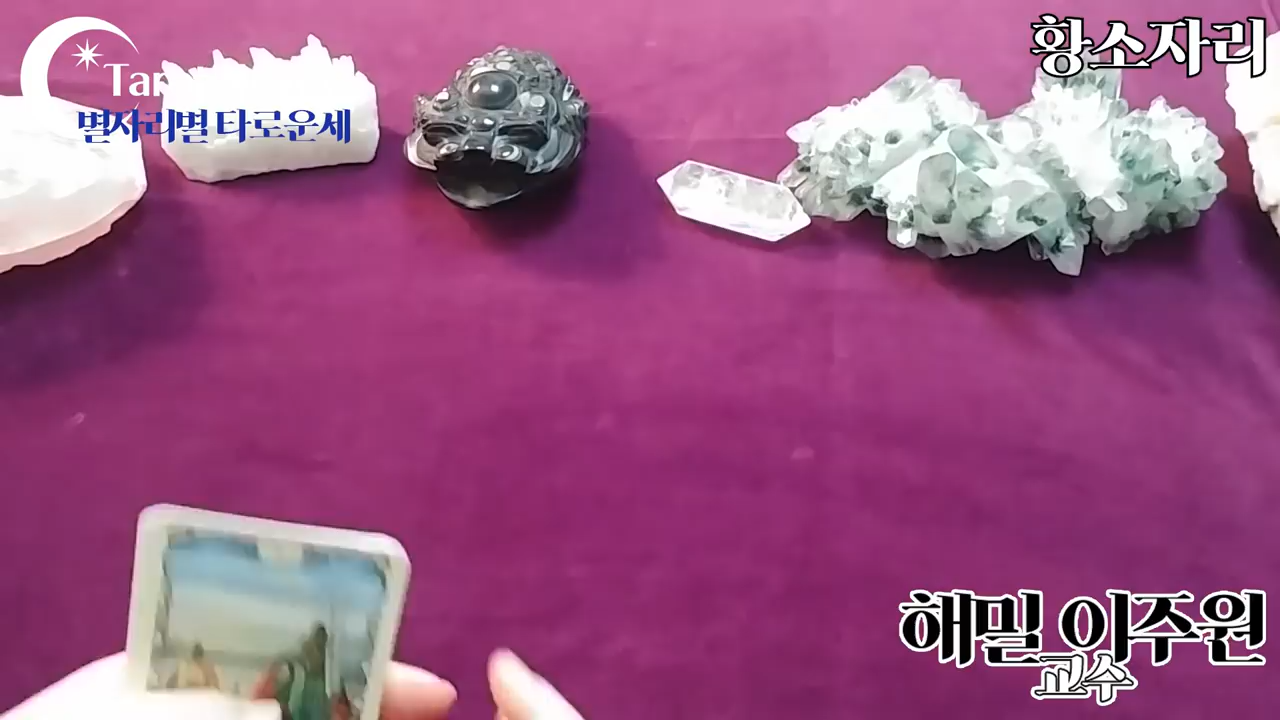 황소자리
별자리별 타로운세
해밀 이주원
교수